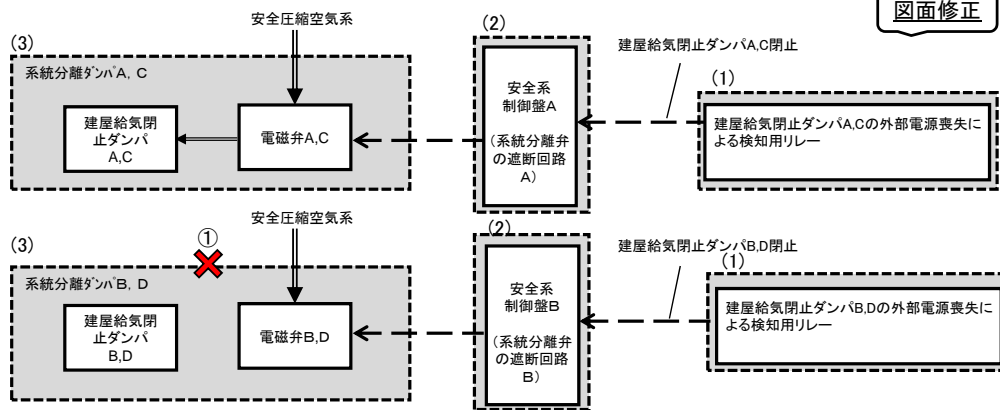 図面修正
安全圧縮空気系
(3)
系統分離ﾀﾞﾝﾊﾟA, C
建屋給気閉
止ダンパ
A,C
電磁弁A,C
(2)
安全系
制御盤A
(系統分離弁
の遮断回路
A)
建屋給気閉止ダンパA,C閉止
(1)
建屋給気閉止ダンパA,Cの外部電源喪失に
よる検知用リレー
安全圧縮空気系
(3)
①
系統分離ﾀﾞﾝﾊﾟB, D
建屋給気閉
止ダンパ
B,D
電磁弁B,D
(2)
安全系
制御盤B
(系統分離弁
の遮断回路
B)
建屋給気閉止ダンパB,D閉止
(1)
建屋給気閉止ダンパB,Dの外部電源喪失に
よる検知用リレー